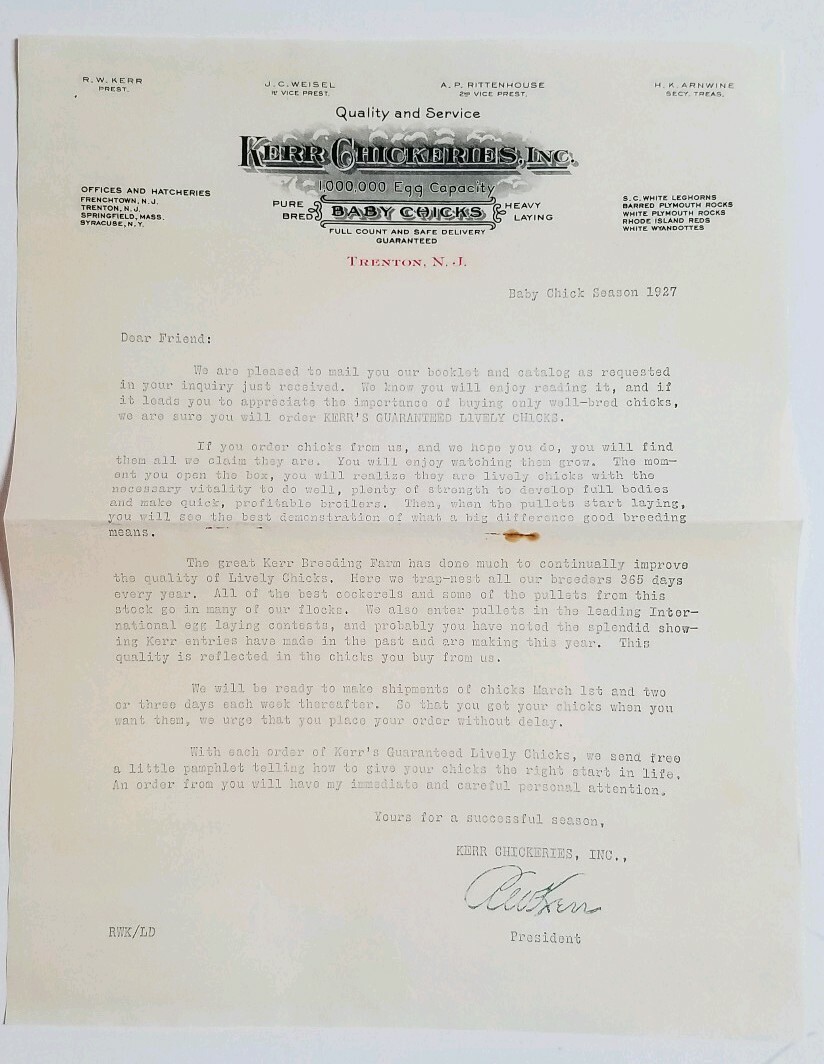 R. W. KERR
PREST.
J. C. WEISEL
1st VICE PREST.
A. P. RITTENHOUSE
2ND VICE PREST.
H. K. ARNWINE
SECY. TREAS.
Quality and Service
KERR CHICKERIES, INC.
1,000,000 Egg Capacity
PURE BRED
BABY CHICKS
HEAVY LAYING
FULL COUNT AND SAFE DELIVERY
GUARANTEED
OFFICES AND HATCHERIES
FRENCHTOWN, N.J.
TRENTON, N.J.
SPRINGFIELD, MASS.
SYRACUSE, N.Y.
S. C. WHITE LEGHORNS
BARRED PLYMOUTH ROCKS
WHITE PLYMOUTH ROCKS
RHODE ISLAND REDS
WHITE WYANDOTTES
TRENTON, N. J.
Baby Chick Season 1927
Dear Friend:
We are pleased to mail you our booklet and catalog as requested
in your inquiry just received. We know you will enjoy reading it, and if
it leads you to appreciate the importance of buying only well-bred chicks,
we are sure you will order KERR'S GUARANTEED LIVELY CHICKS.
If you order chicks from us, and we hope you do, you will find
them all we claim they are. You will enjoy watching them grow. The mom-
ent you open the box, you will realize they are lively chicks with the
necessary vitality to do well, plenty of strength to develop full bodies
and make quick, profitable broilers. Then, when the pullets start laying,
you will see the best demonstration of what a big difference good breeding
means.
The great Kerr Breeding Farm has done much to continually improve
the quality of Lively Chicks. Here we trap-nest all our breeders 365 days
every year. All of the best cockerels and some of the pullets from this
stock go in many of our flocks. We also enter pullets in the leading Inter-
national egg laying contests, and probably you have noted the splendid show-
ing Kerr entries have made in the past and are making this year. This
quality is reflected in the chicks you buy from us.
We will be ready to make shipments of chicks March 1st and two
or three days each week thereafter. So that you get your chicks when you
want them, we urge that you place your order without delay.
With each order of Kerr's Guaranteed Lively Chicks, we send free
a little pamphlet telling how to give your chicks the right start in life.
An order from you will have my immediate and careful personal attention.
Yours for a successful season,
KERR CHICKERIES, INC.,
RW Kerr
RWK/LD
President